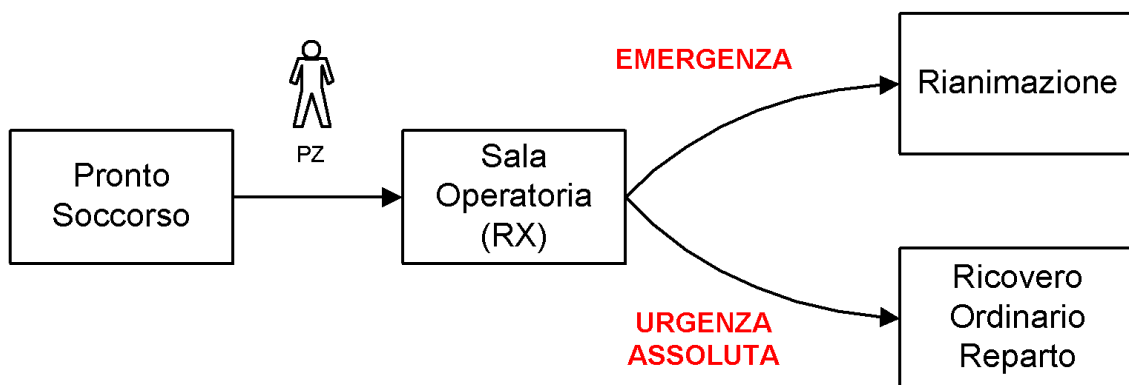 Pronto
Soccorso
PZ
Sala
Operatoria
(RX)
EMERGENZA
Rianimazione
URGENZA
ASSOLUTA
Ricovero
Ordinario
Reparto